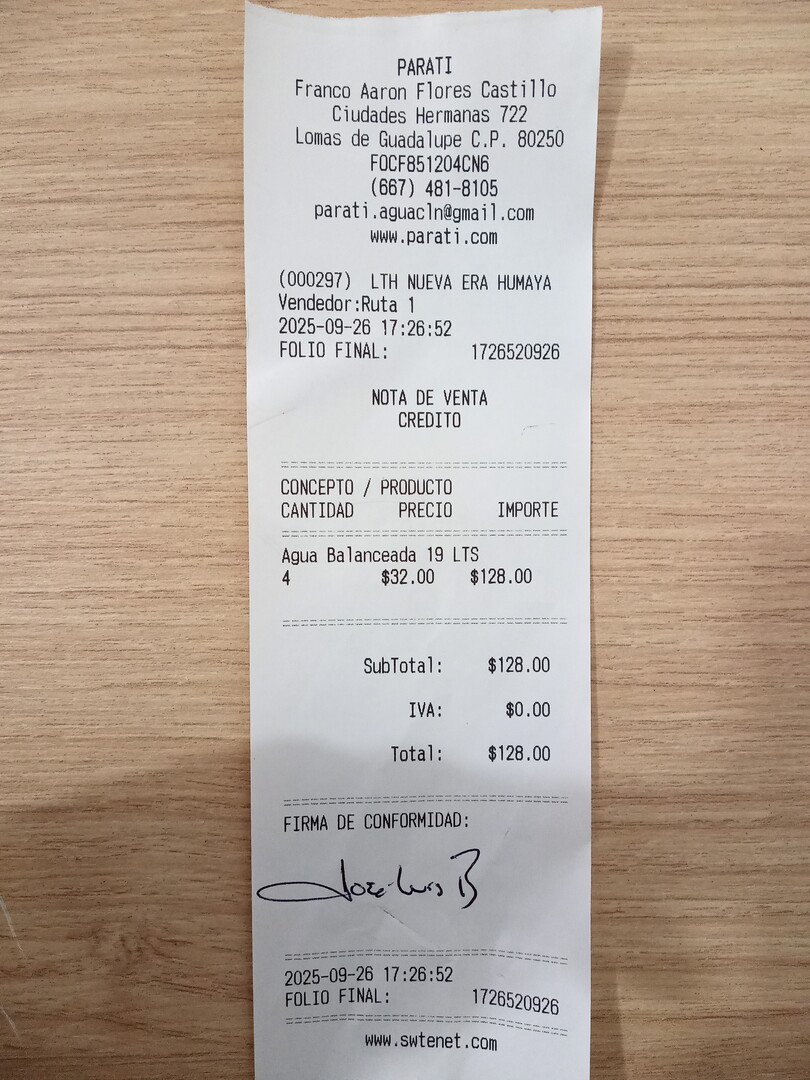 PARATI
Franco Aaron Flores Castillo
Ciudades Hermanas 722
Lomas de Guadalupe C.P. 80250
FOCF851204CN6
(667) 481-8105
parati.aguacln@gmail.com
www.parati.com
(000297) LTH NUEVA ERA HUMAYA
Vendedor:Ruta 1
2025-09-26 17:26:52
FOLIO FINAL: 1726520926
NOTA DE VENTA
CREDITO
CONCEPTO / PRODUCTO
CANTIDAD PRECIO IMPORTE
Agua Balanceada 19 LTS
4 $32.00 $128.00
SubTotal: $128.00
IVA: $0.00
Total: $128.00
FIRMA DE CONFORMIDAD:
Jose Luis B
2025-09-26 17:26:52
FOLIO FINAL: 1726520926
www.swtenet.com